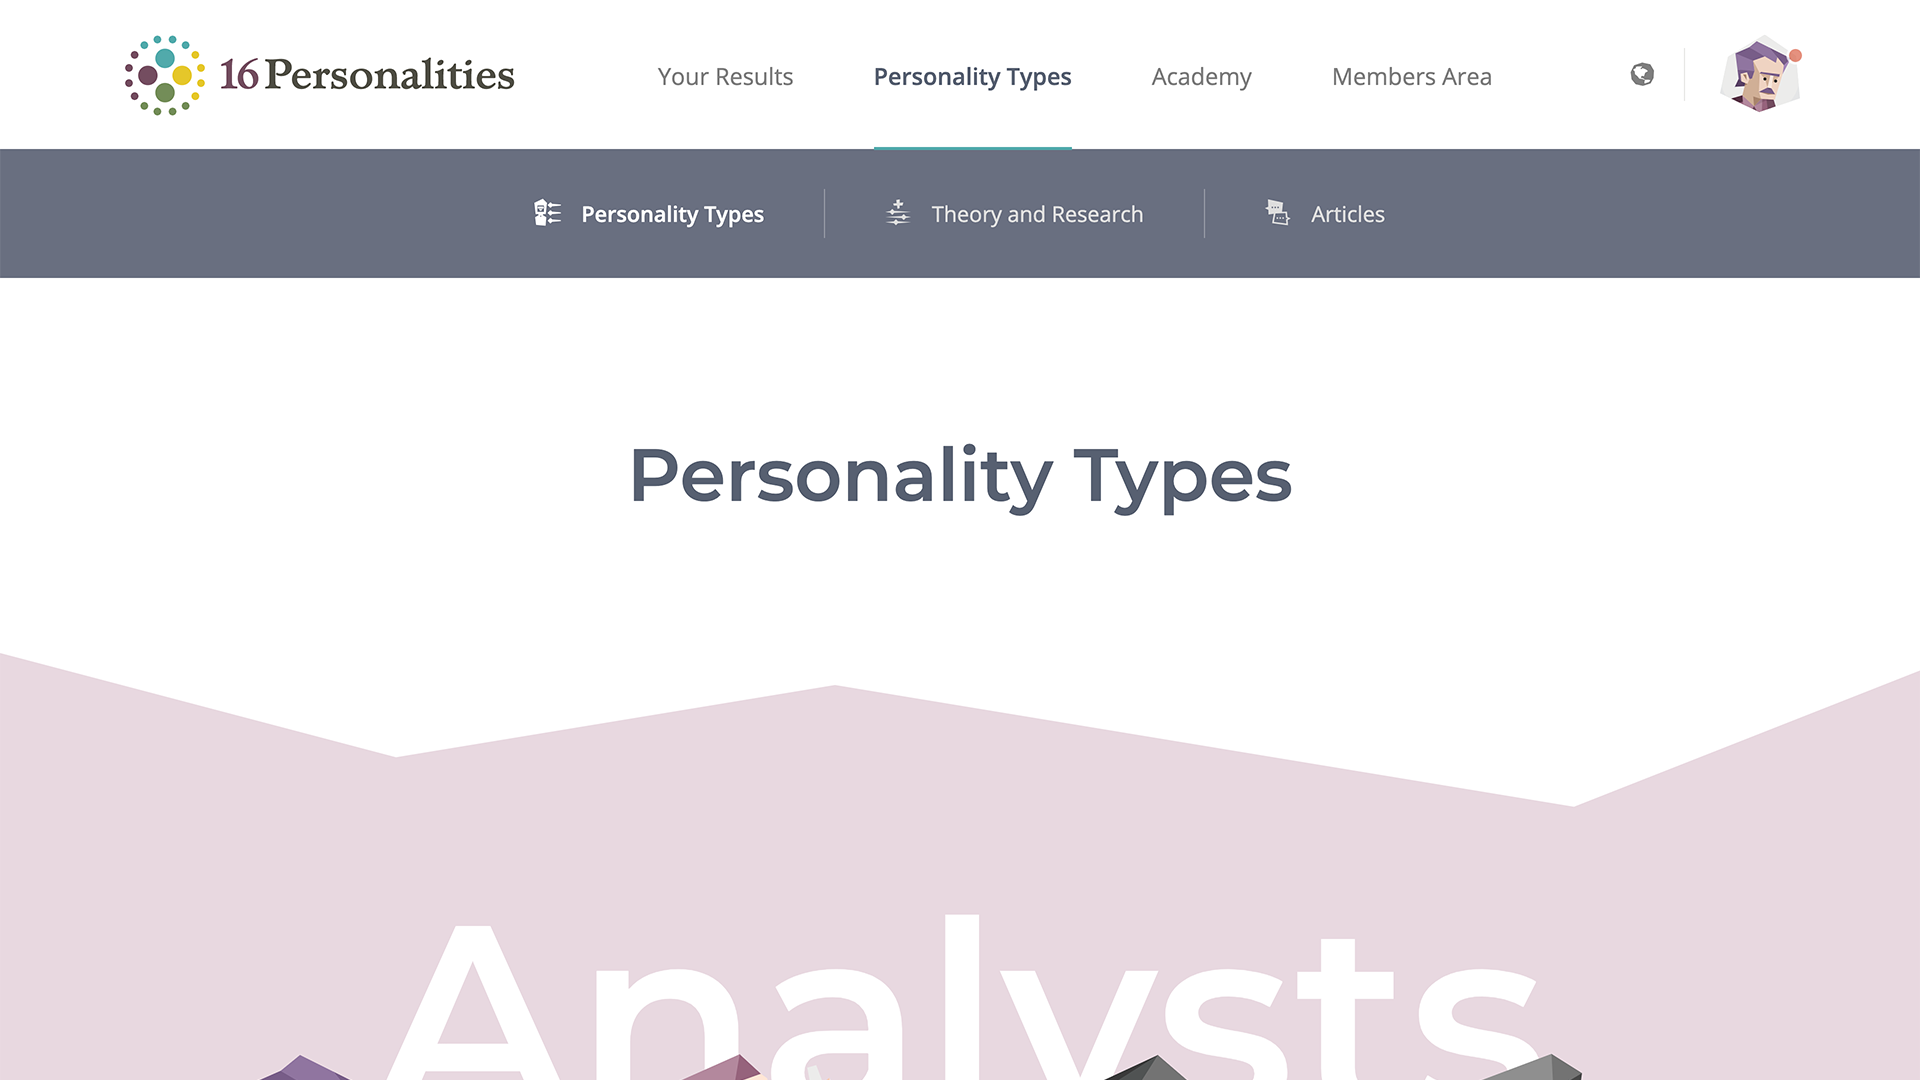 16Personalities
Your Results
Personality Types
Academy
Members Area
Personality Types
Theory and Research
Articles
Personality Types
Analysts